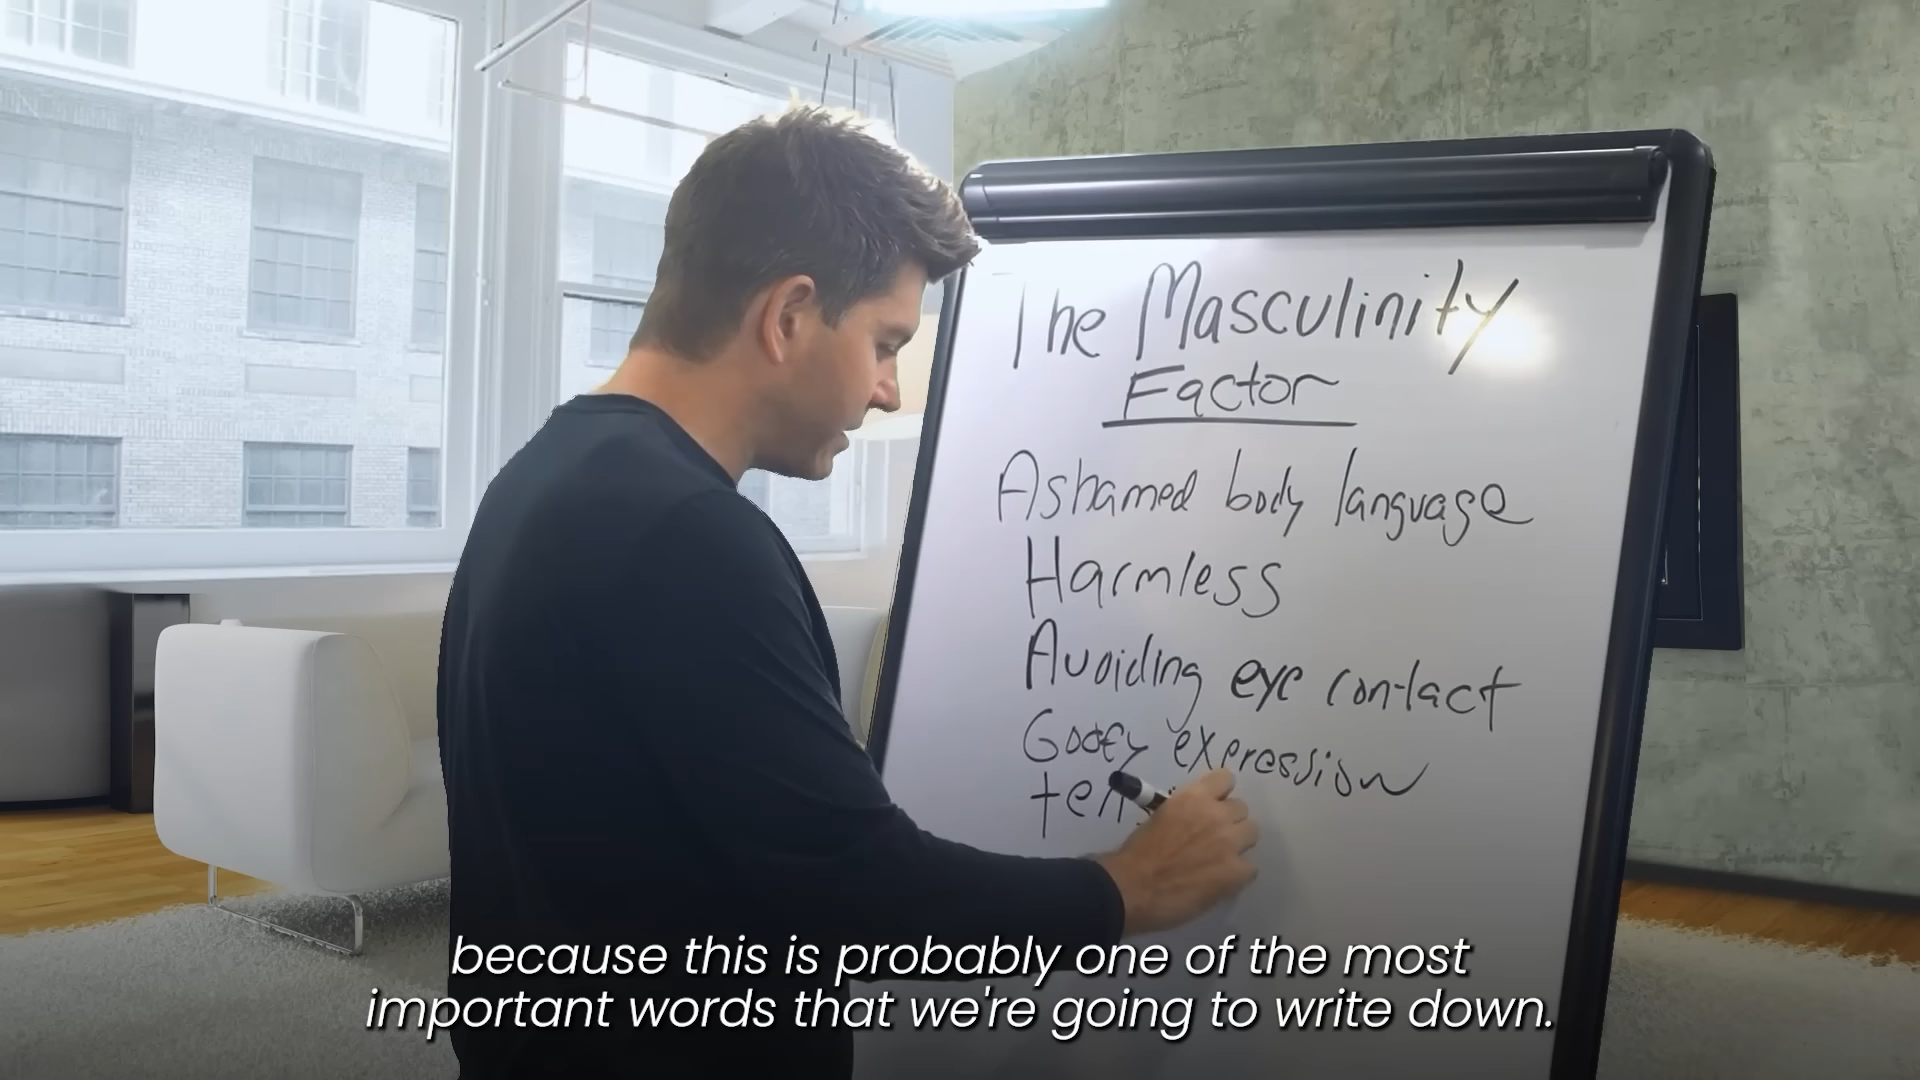 The Masculinity
Factor
Ashamed body language
Harmless
Avoiding eye contact
Goofy expression
tens
because this is probably one of the most
important words that we're going to write down.